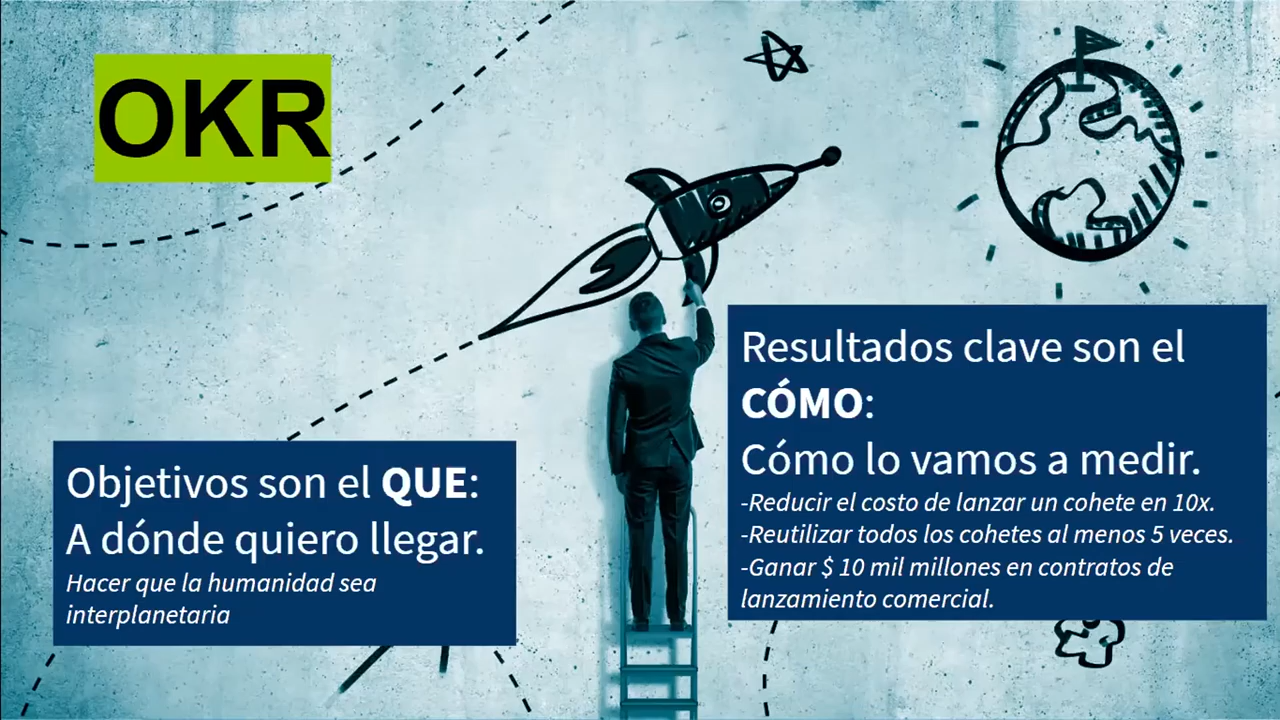 OKR
Objetivos son el QUE:
A dónde quiero llegar.
Hacer que la humanidad sea
interplanetaria
Resultados clave son el
CÓMO:
Cómo lo vamos a medir.
-Reducir el costo de lanzar un cohete en 10x.
-Reutilizar todos los cohetes al menos 5 veces.
-Ganar $ 10 mil millones en contratos de
lanzamiento comercial.